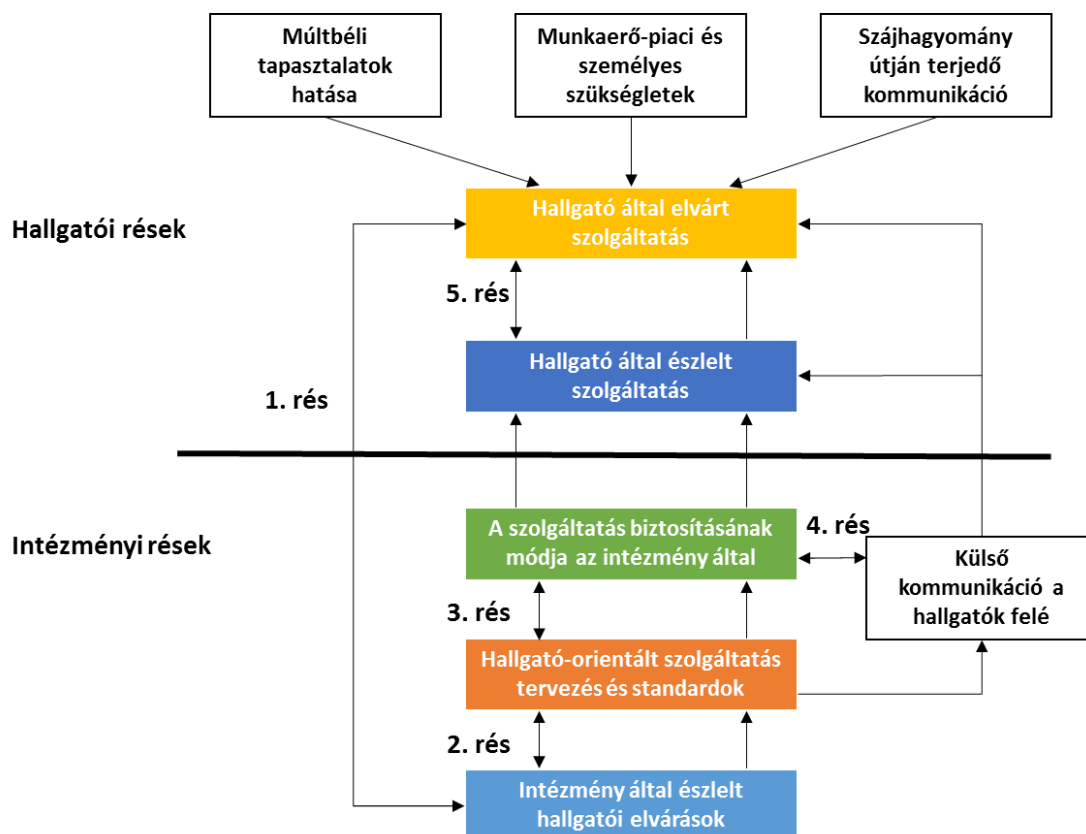 Múltbéli
tapasztalatok
hatása
Munkaerő-piaci és
személyes
szükségletek
Szájhagyomány
útján terjedő
kommunikáció
Hallgatói rések
Hallgató által elvárt
szolgáltatás
5. rés
Hallgató által észlelt
szolgáltatás
1. rés
Intézményi rések
A szolgáltatás biztosításának
módja az intézmény által
4. rés
Külső
kommunikáció a
hallgatók felé
3. rés
Hallgató-orientált szolgáltatás
tervezés és standardok
2. rés
Intézmény által észlelt
hallgatói elvárások